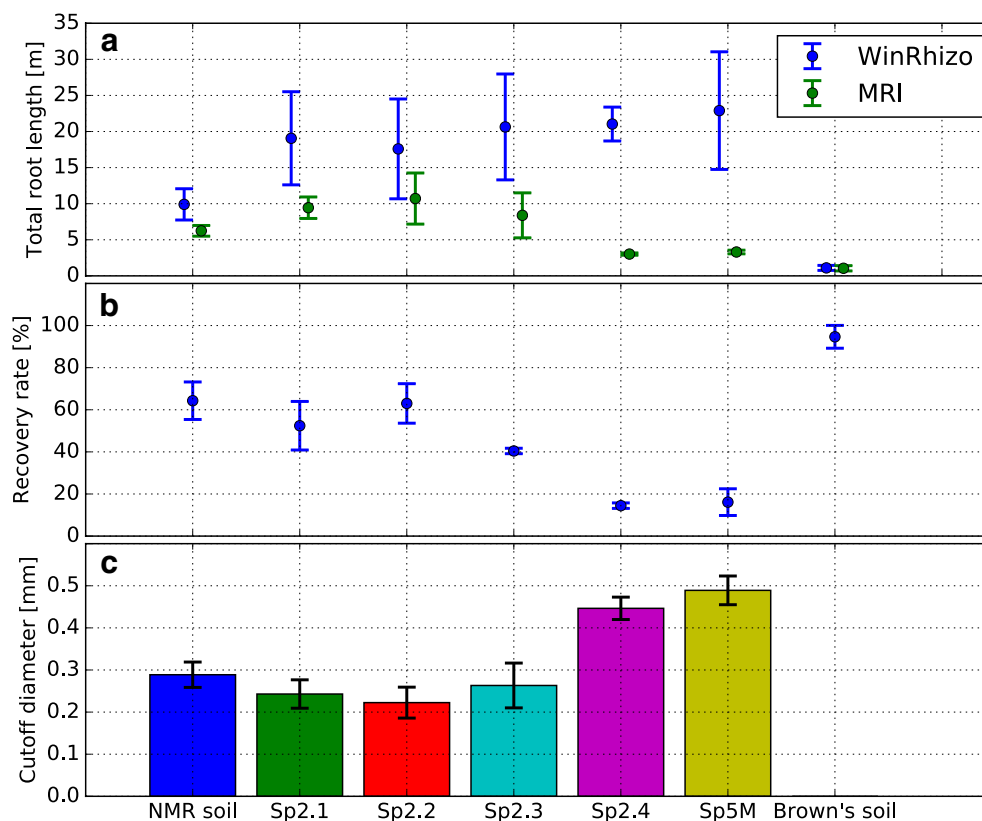 a
Total root length [m]
35
30
25
20
15
10
5
0
WinRhizo
MRI
b
Recovery rate [%]
100
80
60
40
20
0
c
Cutoff diameter [mm]
0.5
0.4
0.3
0.2
0.1
0.0
NMR soil Sp2.1 Sp2.2 Sp2.3 Sp2.4 Sp5M Brown's soil